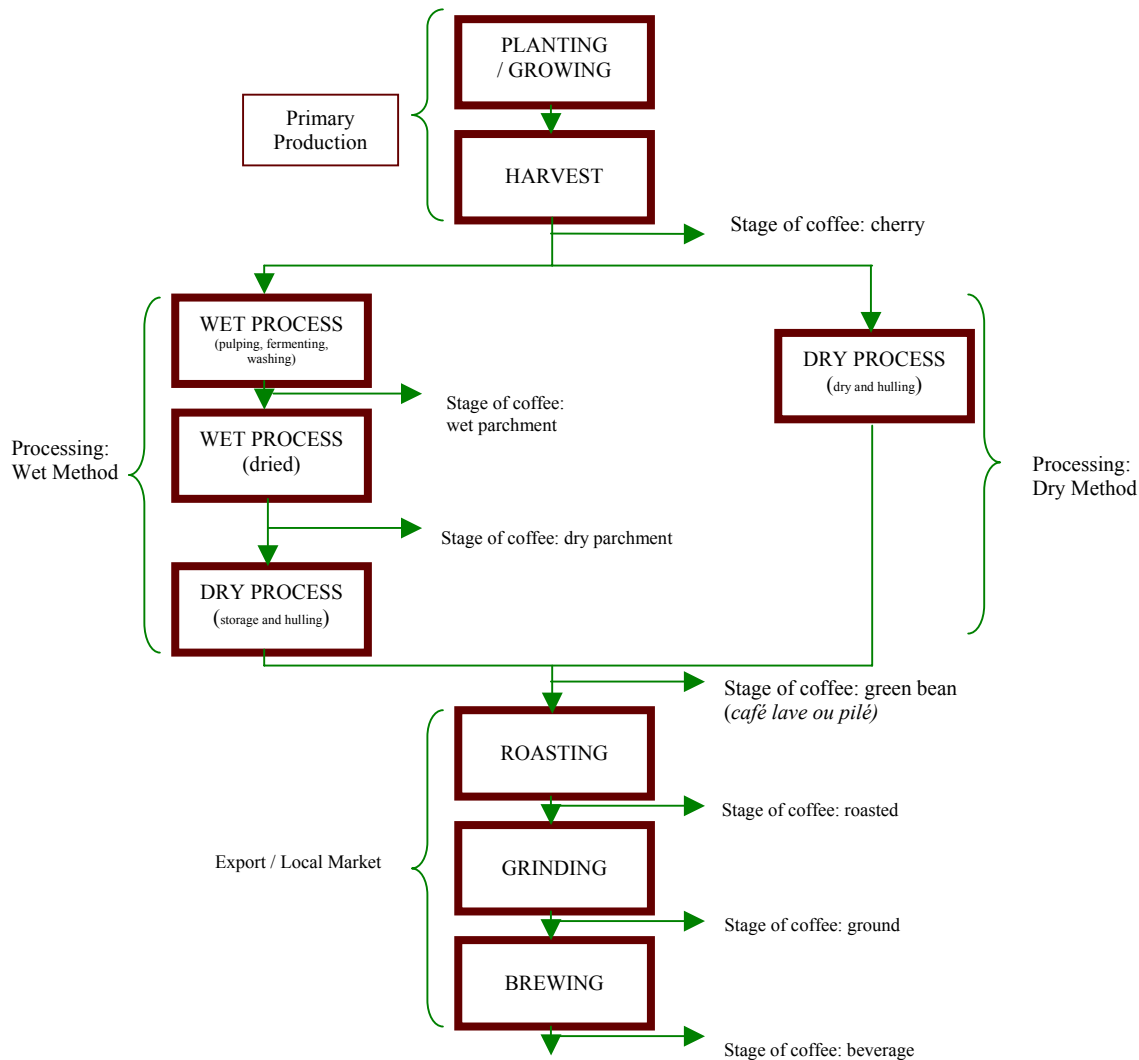 PLANTING
/ GROWING
Primary
Production
HARVEST
Stage of coffee: cherry
WET PROCESS
(pulping, fermenting,
washing)
DRY PROCESS
(dry and hulling)
Stage of coffee:
wet parchment
WET PROCESS
(dried)
Processing:
Wet Method
Processing:
Dry Method
Stage of coffee: dry parchment
DRY PROCESS
(storage and hulling)
Stage of coffee: green bean
(café lave ou pilé)
ROASTING
Stage of coffee: roasted
Export / Local Market
GRINDING
Stage of coffee: ground
BREWING
Stage of coffee: beverage